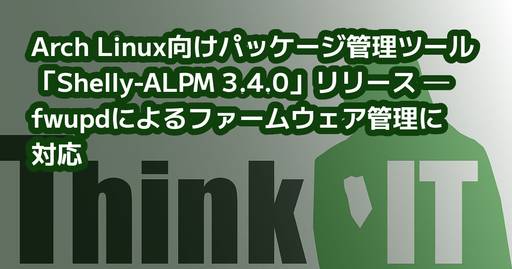 Arch Linux向けパッケージ管理ツール
「Shelly-ALPM 3.4.0」リリース ―
fwupdによるファームウェア管理に
対応
Think IT